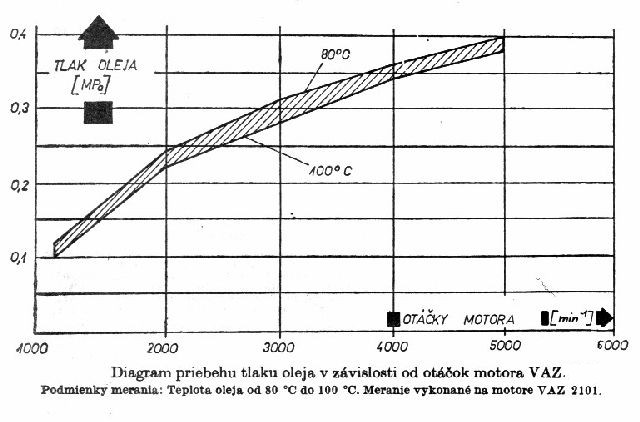 0,4
TLAK OLEJA
[MPa]
80°C
0,3
100° C
0,2
0,1
OTÁČKY MOTORA [min⁻¹]
1000 2000 3000 4000 5000 6000
Diagram priebehu tlaku oleja v závislosti od otáčok motora VAZ.
Podmienky merania: Teplota oleja od 80 °C do 100 °C. Meranie vykonané na motore VAZ 2101.